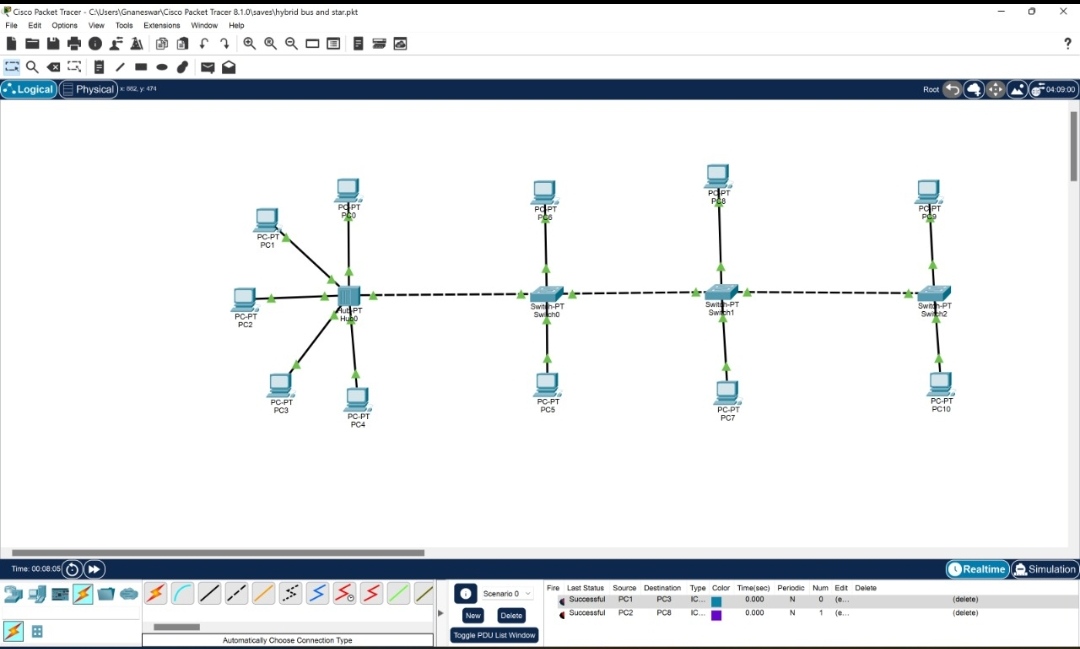 Cisco Packet Tracer - C:\Users\Gnaneswar\Cisco Packet Tracer 8.1.0\saves\hybrid bus and star.pkt
File Edit Options View Tools Extensions Window Help
?
Logical Physical x: 862, y: 474 Root 04:09:00
PC-PT
PC0
PC-PT
PC1
PC-PT
PC2
PC-PT
PC3
PC-PT
PC4
Hub-PT
Hub0
PC-PT
PC6
Switch-PT
Switch0
PC-PT
PC5
PC-PT
PC8
Switch-PT
Switch1
PC-PT
PC7
PC-PT
PC9
Switch-PT
Switch2
PC-PT
PC10
Time: 00:08:05 Realtime Simulation
Automatically Choose Connection Type
Scenario 0
New Delete
Toggle PDU List Window
Fire Last Status Source Destination Type Color Time(sec) Periodic Num Edit Delete
Successful PC1 PC3 IC... 0.000 N 0 (e... (delete)
Successful PC2 PC8 IC... 0.000 N 1 (e... (delete)